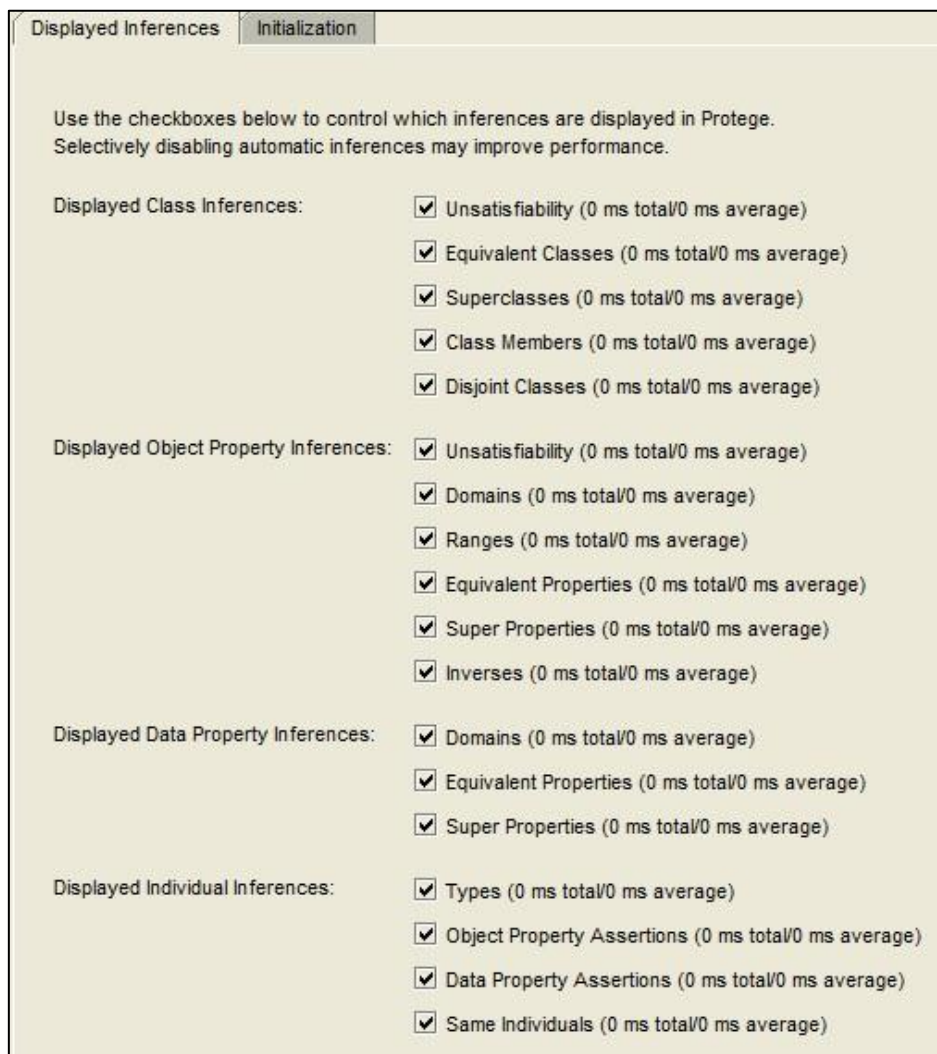 Displayed Inferences Initialization
Use the checkboxes below to control which inferences are displayed in Protege.
Selectively disabling automatic inferences may improve performance.
Displayed Class Inferences: Unsatisfiability (0 ms total/0 ms average)
Equivalent Classes (0 ms total/0 ms average)
Superclasses (0 ms total/0 ms average)
Class Members (0 ms total/0 ms average)
Disjoint Classes (0 ms total/0 ms average)
Displayed Object Property Inferences: Unsatisfiability (0 ms total/0 ms average)
Domains (0 ms total/0 ms average)
Ranges (0 ms total/0 ms average)
Equivalent Properties (0 ms total/0 ms average)
Super Properties (0 ms total/0 ms average)
Inverses (0 ms total/0 ms average)
Displayed Data Property Inferences: Domains (0 ms total/0 ms average)
Equivalent Properties (0 ms total/0 ms average)
Super Properties (0 ms total/0 ms average)
Displayed Individual Inferences: Types (0 ms total/0 ms average)
Object Property Assertions (0 ms total/0 ms average)
Data Property Assertions (0 ms total/0 ms average)
Same Individuals (0 ms total/0 ms average)